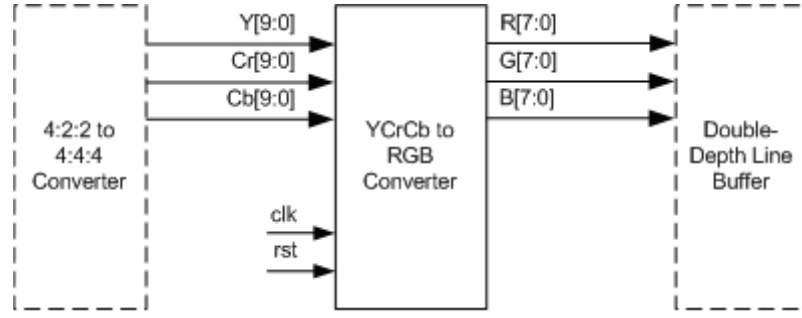 Y[9:0]
Cr[9:0]
Cb[9:0]
R[7:0]
G[7:0]
B[7:0]
4:2:2 to
4:4:4
Converter
YCrCb to
RGB
Converter
Double-
Depth Line
Buffer
clk
rst